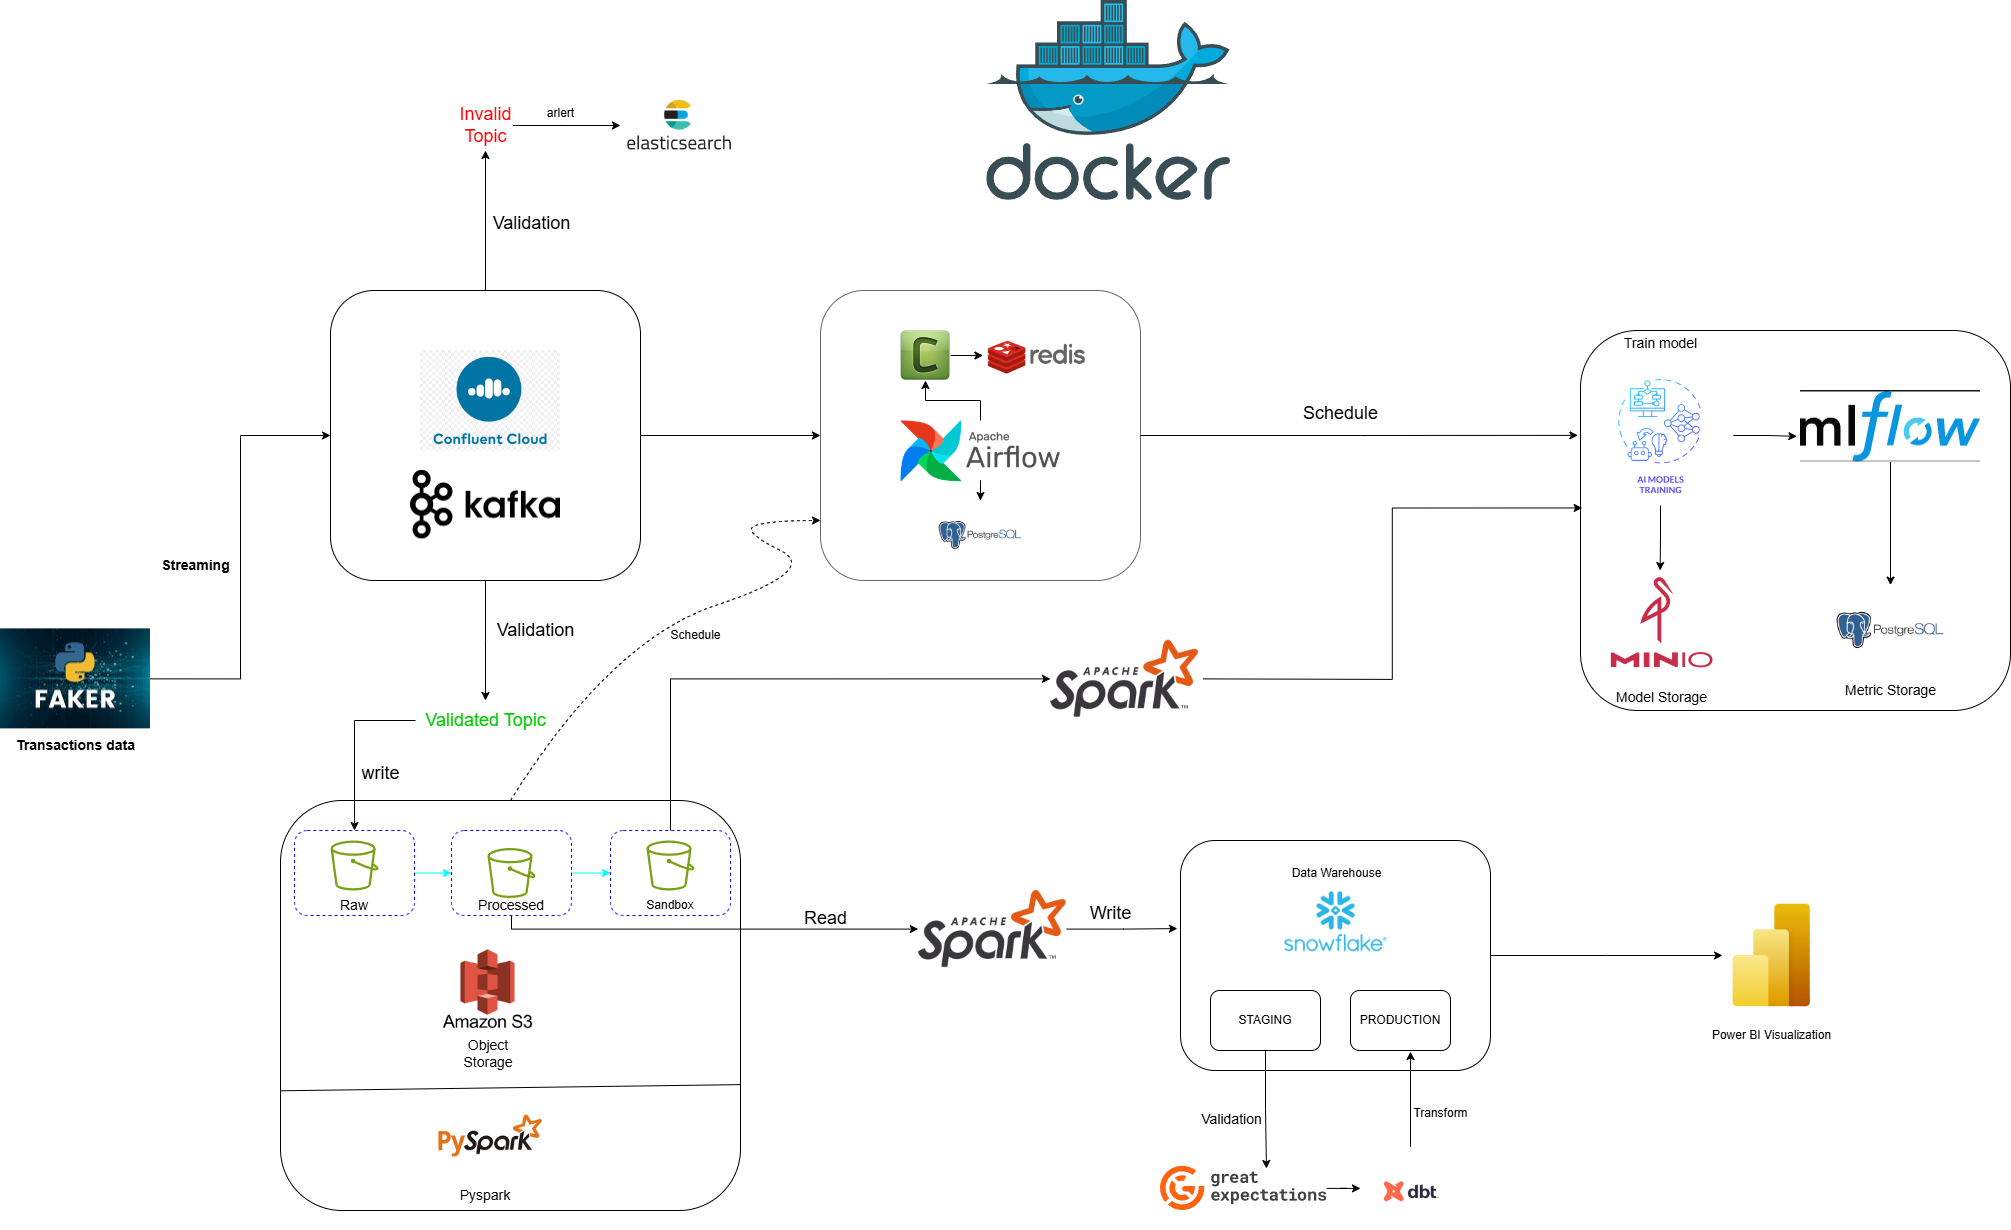 docker
Invalid
Topic
arlert
elasticsearch
Validation
Confluent Cloud
kafka
C
redis
Apache
Airflow
PostgreSQL
Schedule
Train model
AI MODELS
TRAINING
mlflow
MINIO
Model Storage
PostgreSQL
Metric Storage
Streaming
FAKER
Transactions data
Validation
Validated Topic
write
Schedule
APACHE
Spark™
Raw
Processed
Sandbox
Amazon S3
Object
Storage
PySpark
Pyspark
Read
APACHE
Spark™
Write
Data Warehouse
snowflake®
STAGING
PRODUCTION
Validation
Transform
great
expectations
dbt
Power BI Visualization